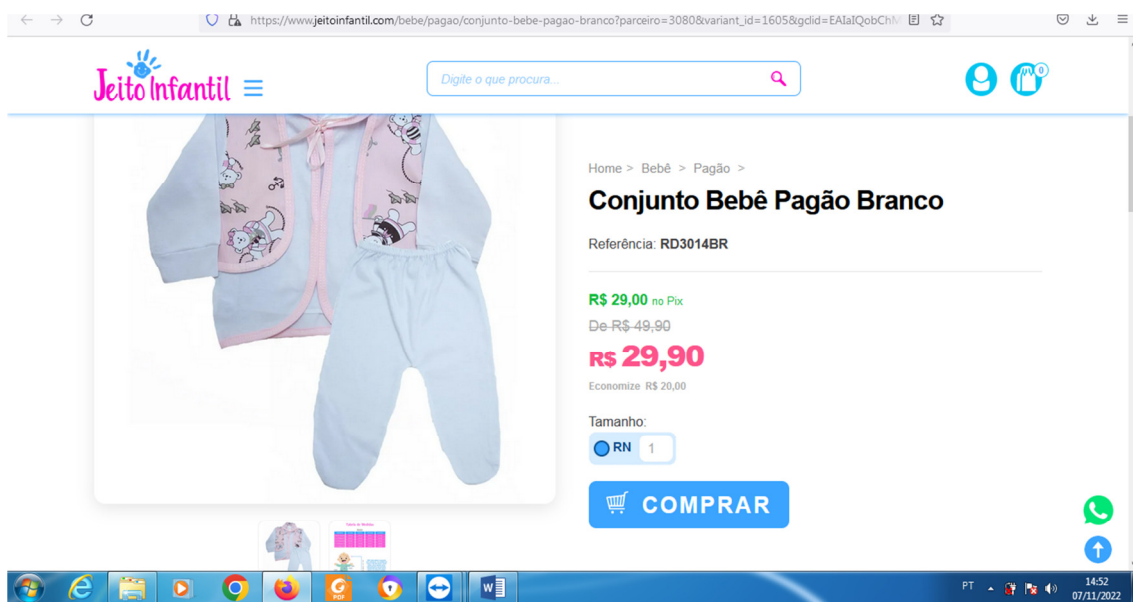 https://www.jeitoinfantil.com/bebe/pagao/conjunto-bebe-pagao-branco?parceiro=3080&variant_id=1605&gclid=EAIaIQobChM
Jeito Infantil
Digite o que procura...
0
Home > Bebê > Pagão >
Conjunto Bebê Pagão Branco
Referência: RD3014BR
R$ 29,00 no Pix
De R$ 49,90
R$ 29,90
Economize R$ 20,00
Tamanho:
RN 1
COMPRAR
PT
14:52
07/11/2022